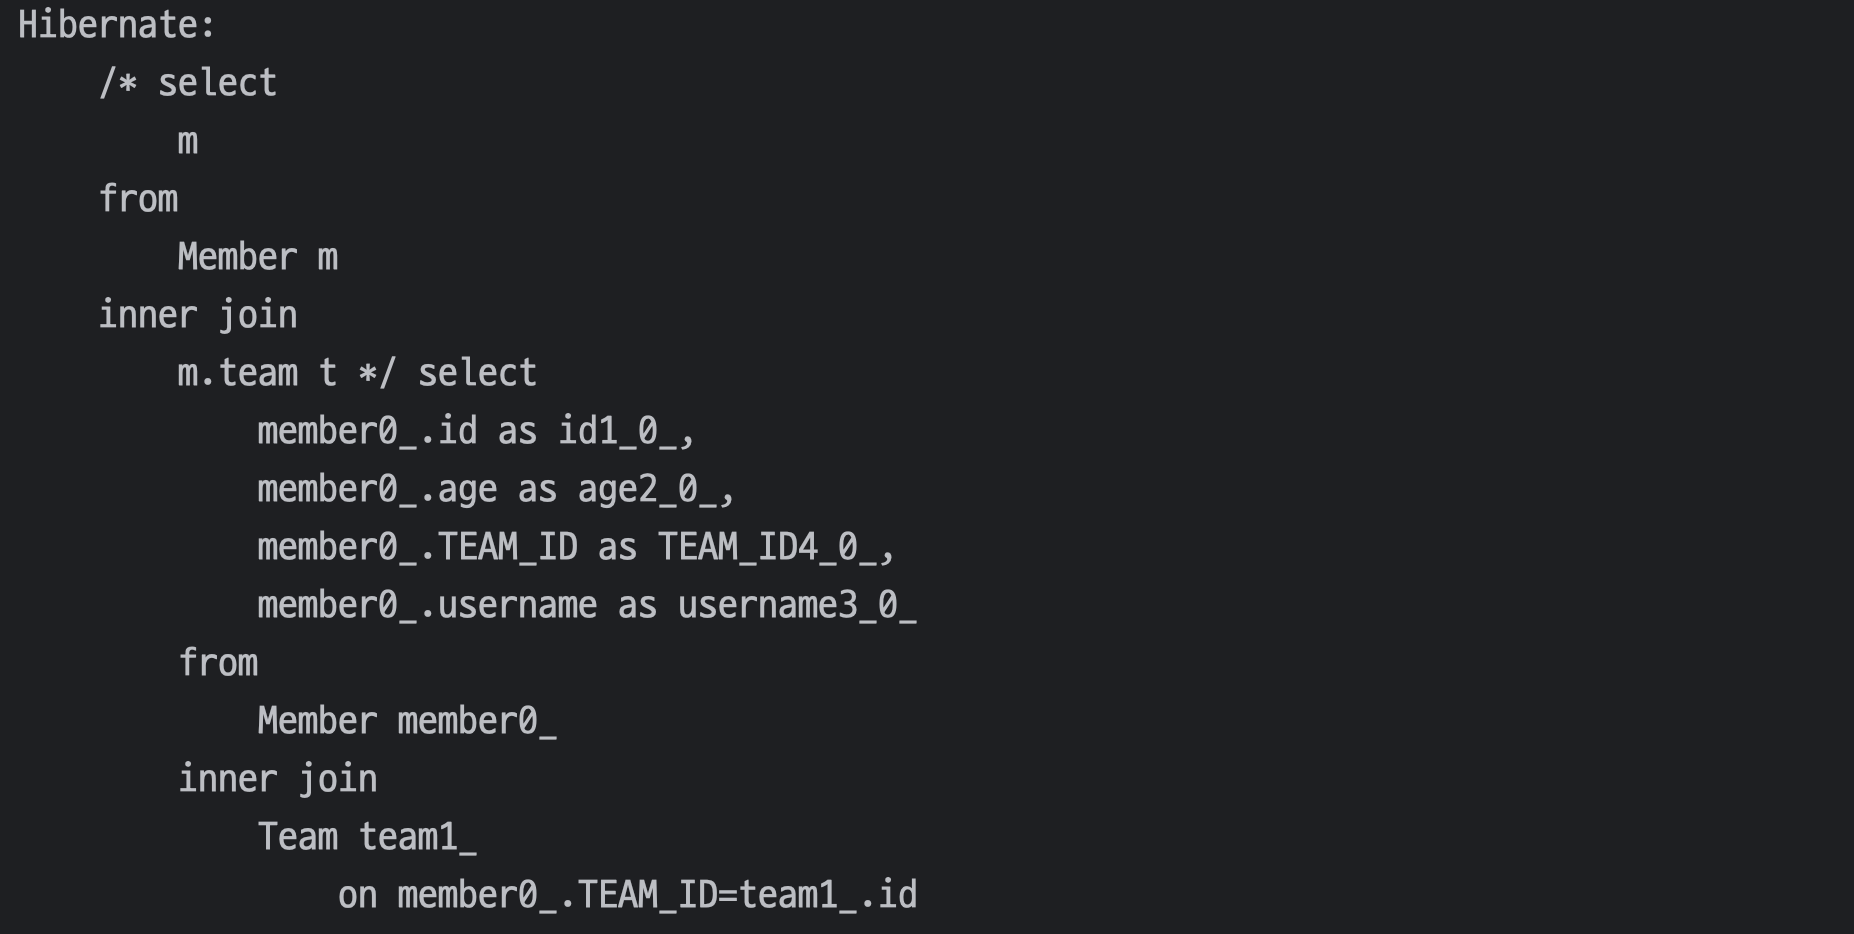 Hibernate:
    /* select
        m
    from
        Member m
    inner join
        m.team t */ select
            member0_.id as id1_0_,
            member0_.age as age2_0_,
            member0_.TEAM_ID as TEAM_ID4_0_,
            member0_.username as username3_0_
        from
            Member member0_
        inner join
            Team team1_
                on member0_.TEAM_ID=team1_.id